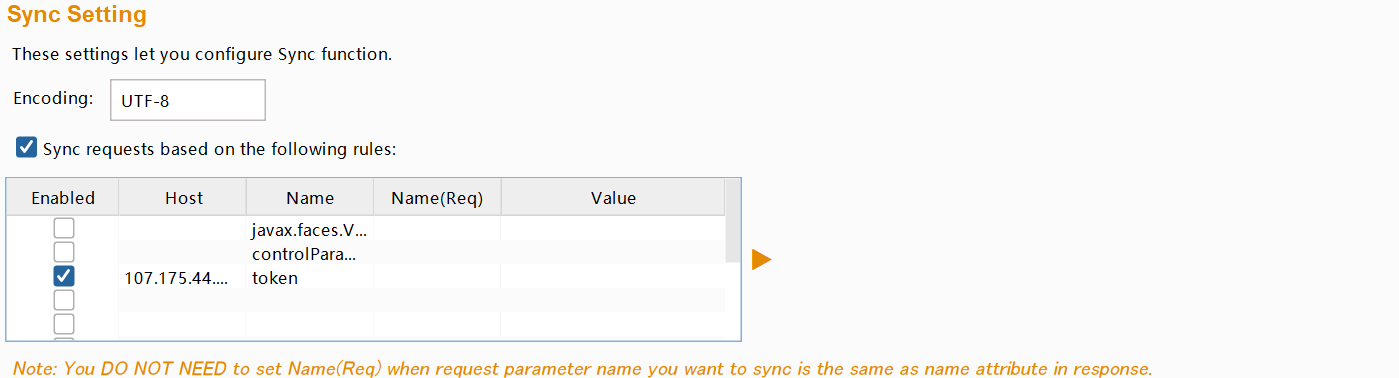 Sync Setting
These settings let you configure Sync function.
Encoding: UTF-8
Sync requests based on the following rules:
Enabled Host Name Name(Req) Value
javax.faces.V...
controlPara...
107.175.44.... token
Note: You DO NOT NEED to set Name(Req) when request parameter name you want to sync is the same as name attribute in response.